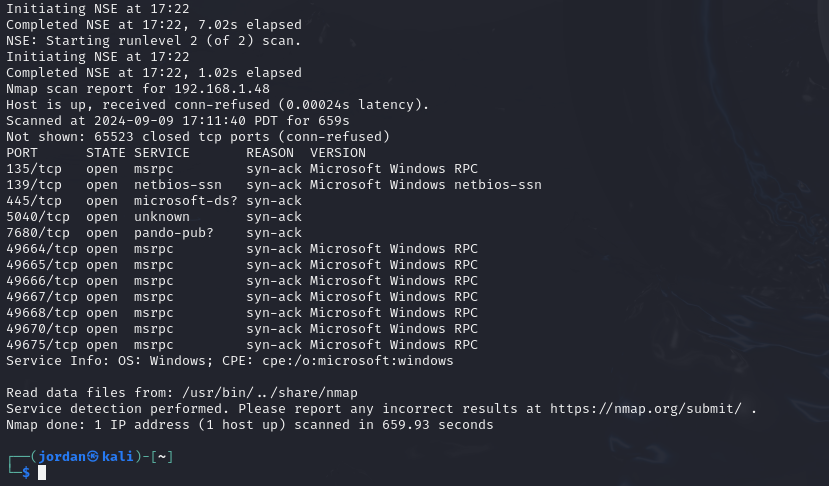 Initiating NSE at 17:22
Completed NSE at 17:22, 7.02s elapsed
NSE: Starting runlevel 2 (of 2) scan.
Initiating NSE at 17:22
Completed NSE at 17:22, 1.02s elapsed
Nmap scan report for 192.168.1.48
Host is up, received conn-refused (0.00024s latency).
Scanned at 2024-09-09 17:11:40 PDT for 659s
Not shown: 65523 closed tcp ports (conn-refused)
PORT      STATE SERVICE       REASON  VERSION
135/tcp   open  msrpc         syn-ack Microsoft Windows RPC
139/tcp   open  netbios-ssn   syn-ack Microsoft Windows netbios-ssn
445/tcp   open  microsoft-ds? syn-ack
5040/tcp  open  unknown       syn-ack
7680/tcp  open  pando-pub?    syn-ack
49664/tcp open  msrpc         syn-ack Microsoft Windows RPC
49665/tcp open  msrpc         syn-ack Microsoft Windows RPC
49666/tcp open  msrpc         syn-ack Microsoft Windows RPC
49667/tcp open  msrpc         syn-ack Microsoft Windows RPC
49668/tcp open  msrpc         syn-ack Microsoft Windows RPC
49670/tcp open  msrpc         syn-ack Microsoft Windows RPC
49675/tcp open  msrpc         syn-ack Microsoft Windows RPC
Service Info: OS: Windows; CPE: cpe:/o:microsoft:windows
Read data files from: /usr/bin/../share/nmap
Service detection performed. Please report any incorrect results at https://nmap.org/submit/ .
Nmap done: 1 IP address (1 host up) scanned in 659.93 seconds
┌──(jordan㉿kali)-[~]
└─$